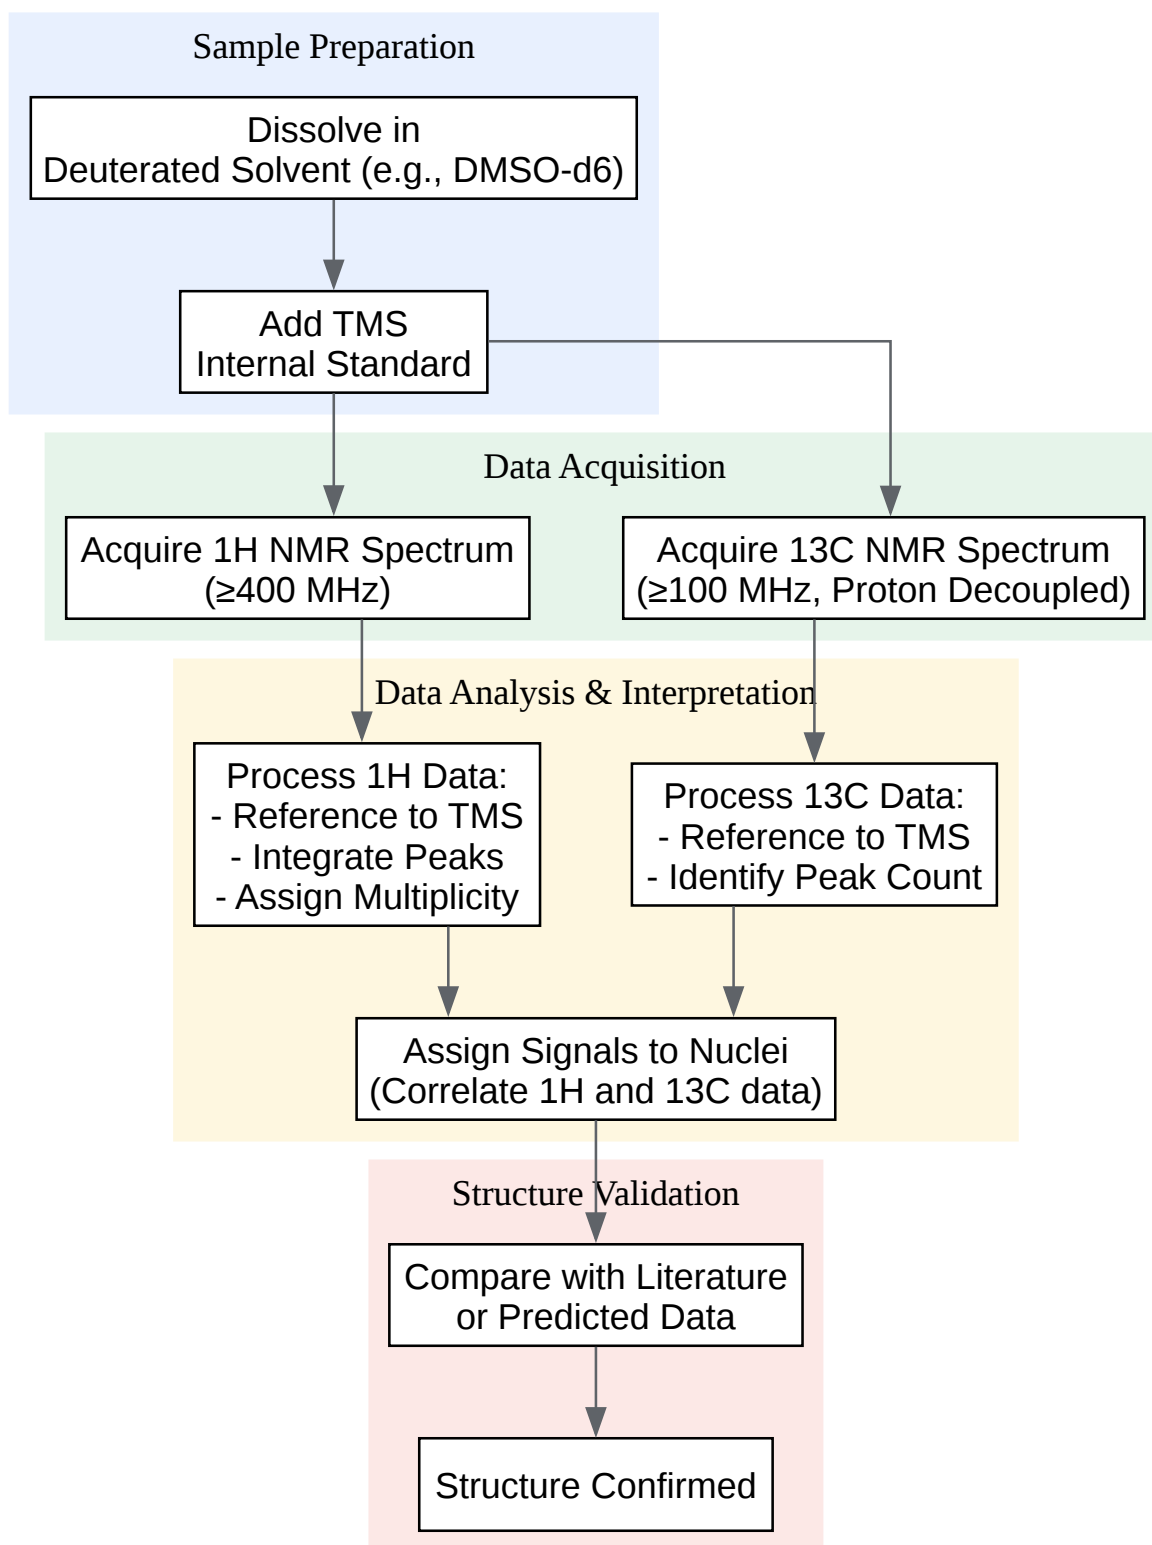 Sample Preparation
Dissolve in
Deuterated Solvent (e.g., DMSO-d6)
Add TMS
Internal Standard
Data Acquisition
Acquire 1H NMR Spectrum
(≥400 MHz)
Acquire 13C NMR Spectrum
(≥100 MHz, Proton Decoupled)
Data Analysis & Interpretation
Process 1H Data:
- Reference to TMS
- Integrate Peaks
- Assign Multiplicity
Process 13C Data:
- Reference to TMS
- Identify Peak Count
Assign Signals to Nuclei
(Correlate 1H and 13C data)
Structure Validation
Compare with Literature
or Predicted Data
Structure Confirmed